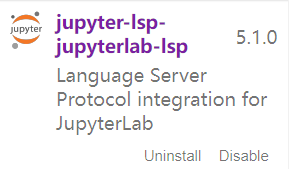 jupyter
jupyter-lsp-
jupyterlab-lsp
5.1.0
Language Server
Protocol integration for
JupyterLab
Uninstall Disable